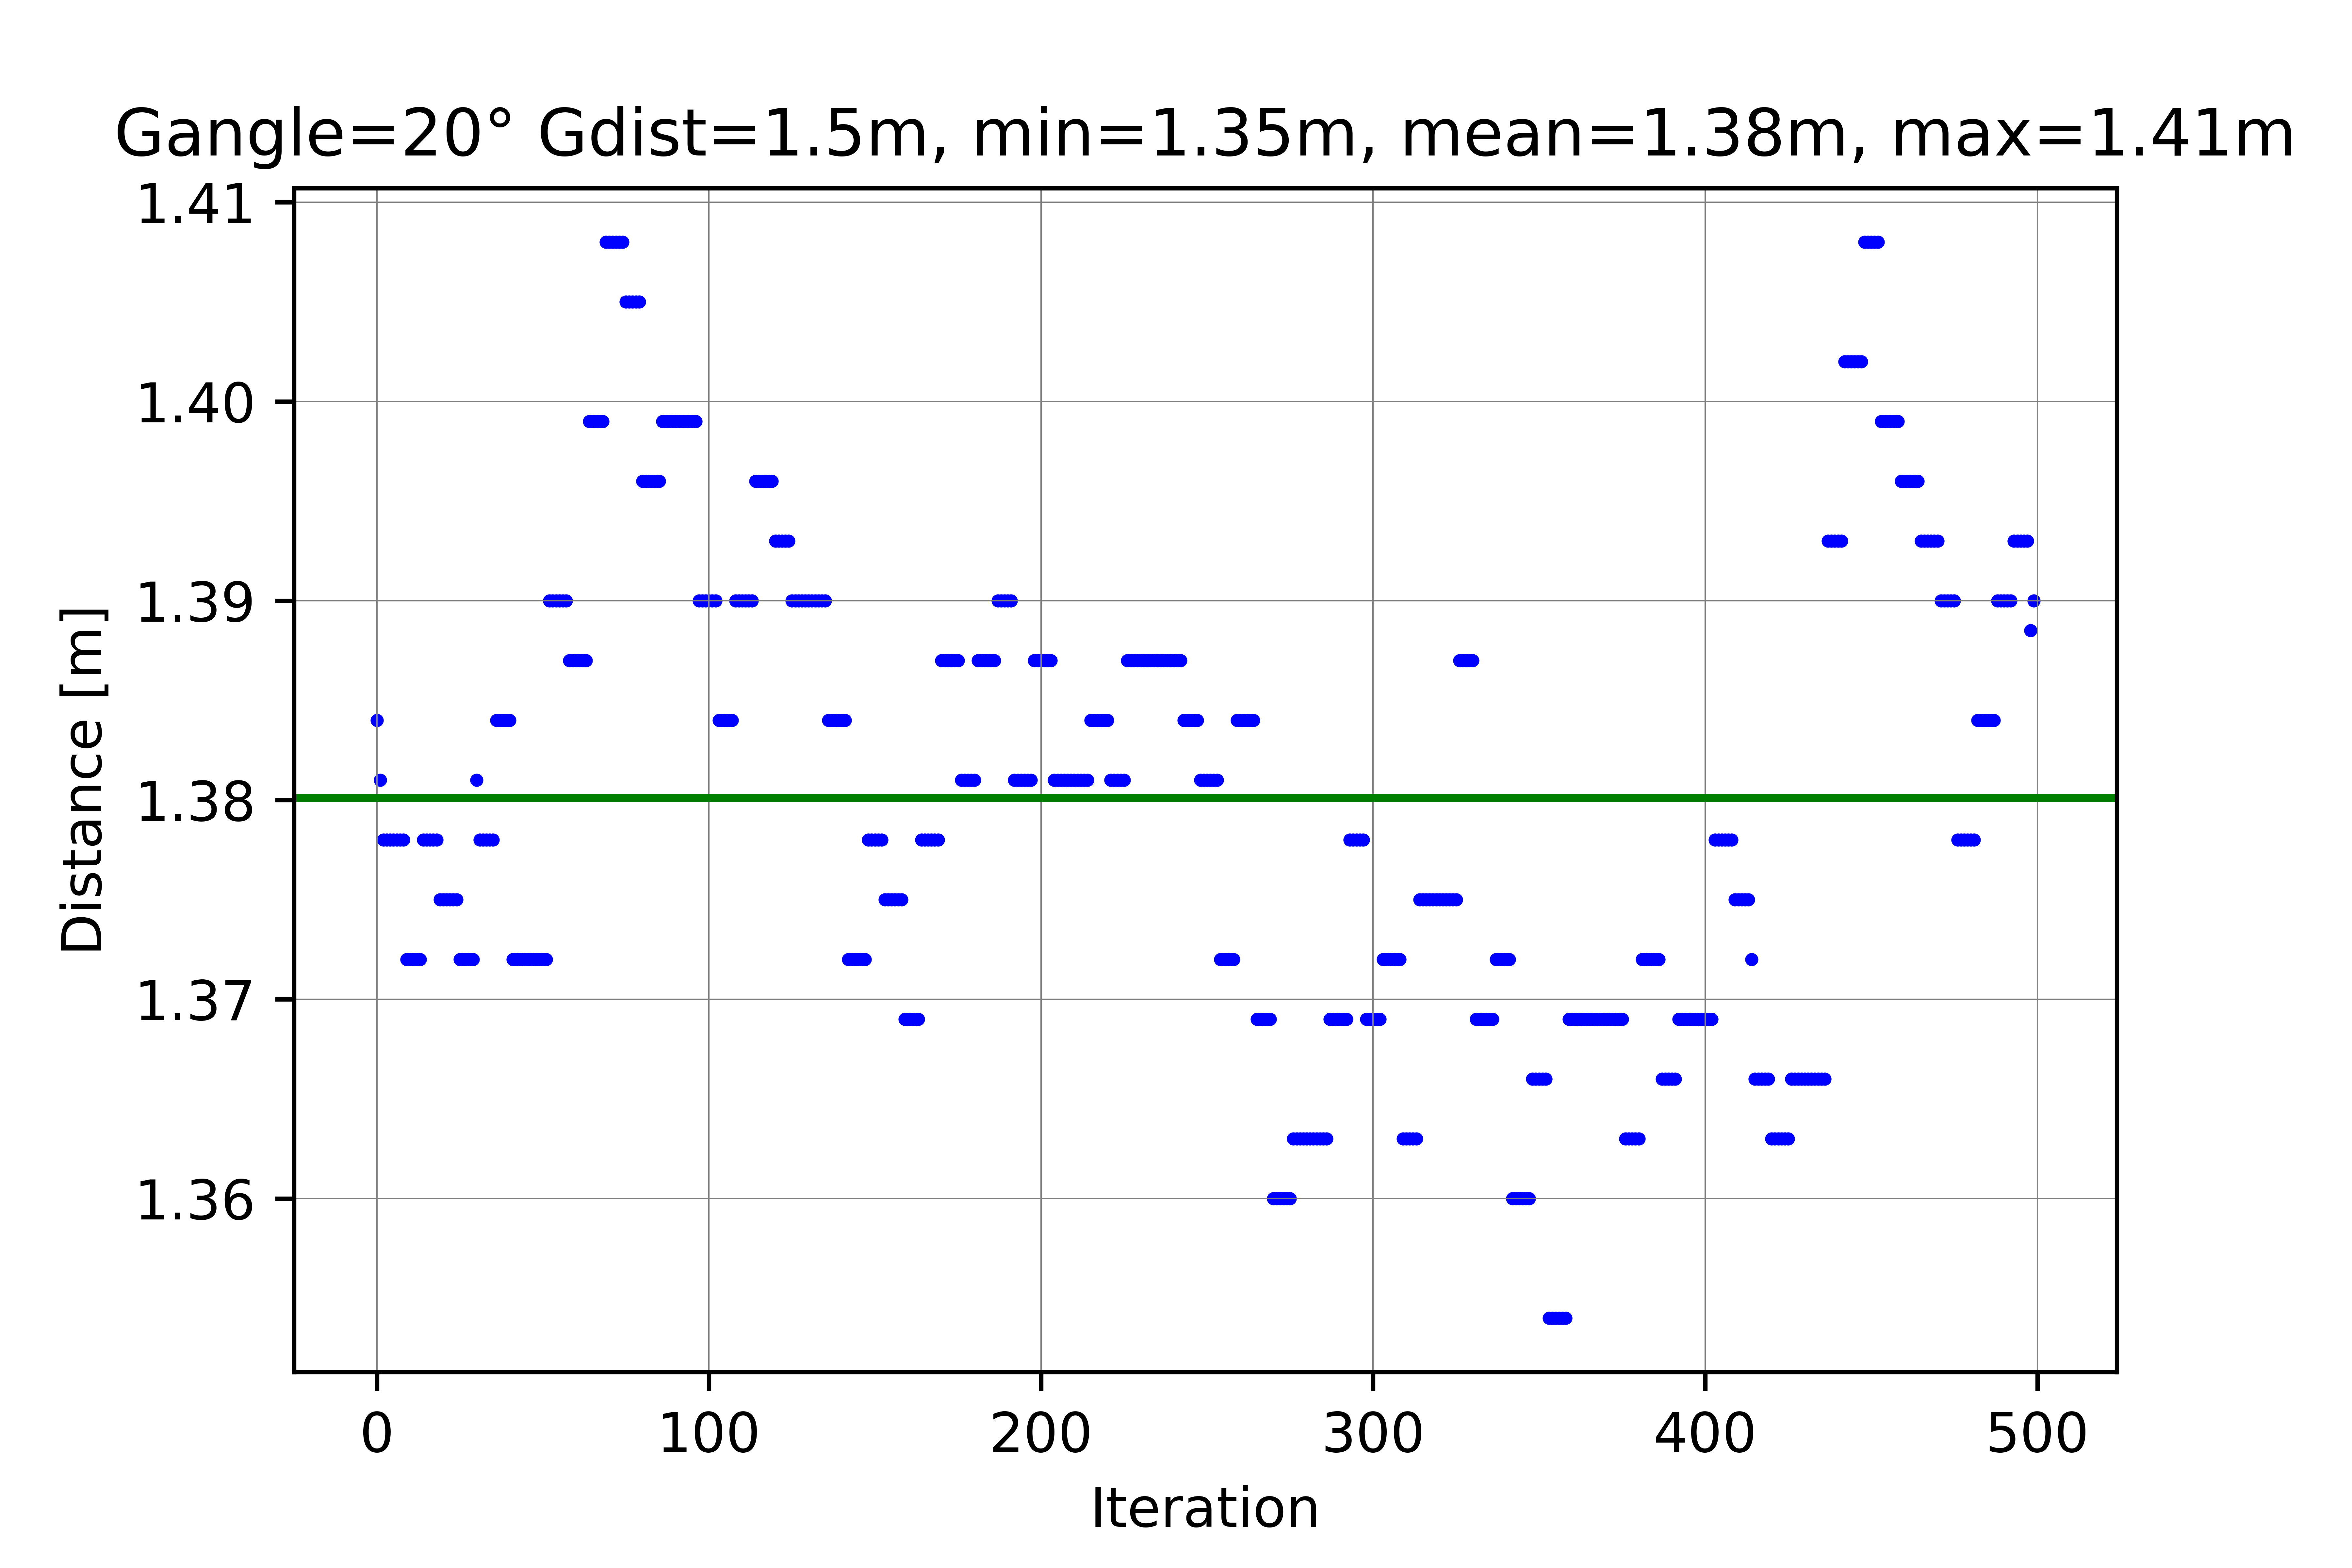 Gangle=20° Gdist=1.5m, min=1.35m, mean=1.38m, max=1.41m
1.41
1.40
1.39
1.38
1.37
1.36
Distance [m]
0 100 200 300 400 500
Iteration